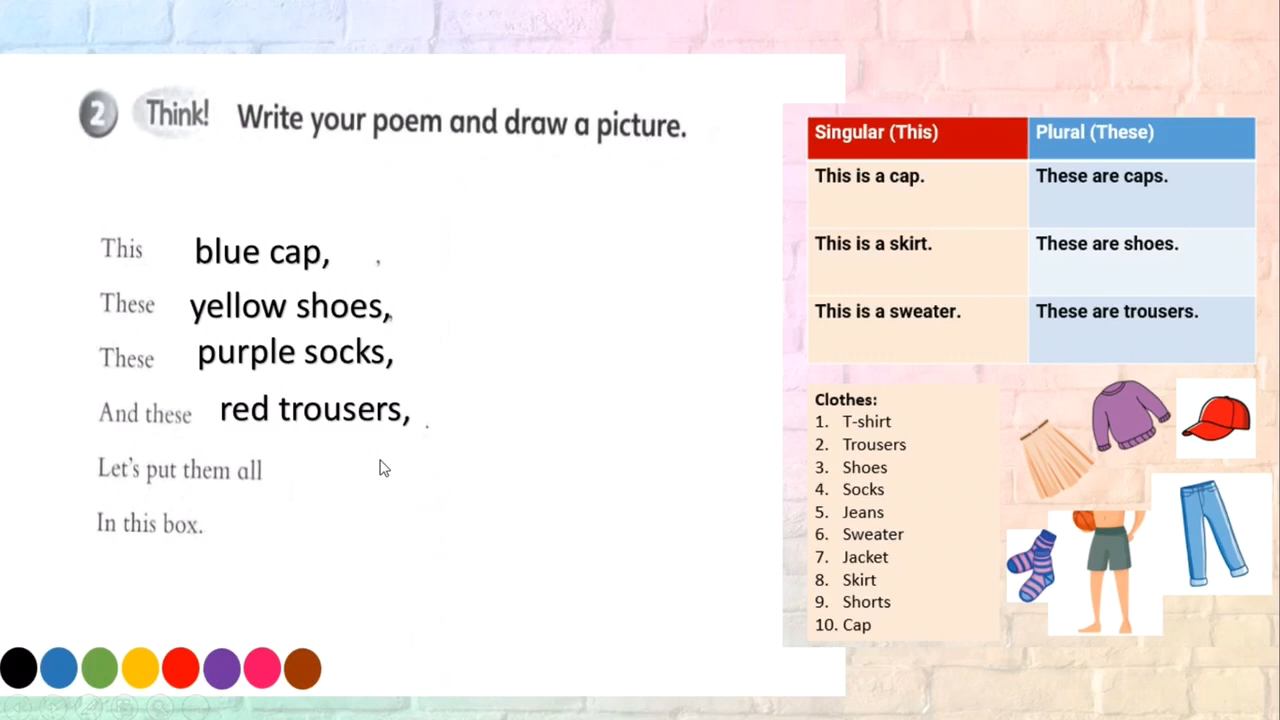 2 Think! Write your poem and draw a picture.
This blue cap, ,
These yellow shoes,
These purple socks,
And these red trousers, .
Let's put them all
In this box.
Singular (This) Plural (These)
This is a cap. These are caps.
This is a skirt. These are shoes.
This is a sweater. These are trousers.
Clothes:
1. T-shirt
2. Trousers
3. Shoes
4. Socks
5. Jeans
6. Sweater
7. Jacket
8. Skirt
9. Shorts
10. Cap